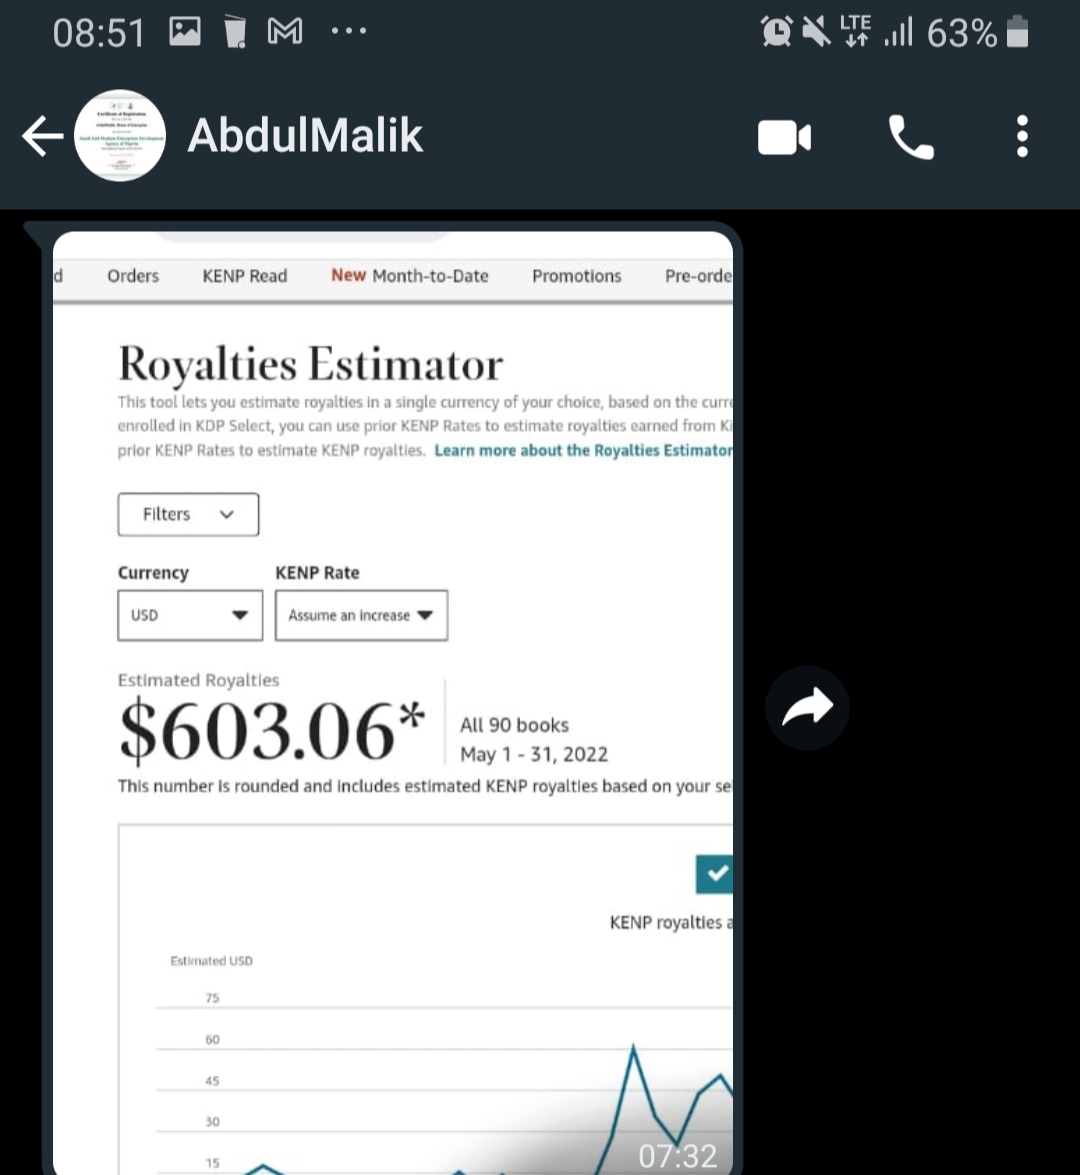 08:51 ... LTE 63%
AbdulMalik
d Orders KENP Read New Month-to-Date Promotions Pre-orde
Royalties Estimator
This tool lets you estimate royalties in a single currency of your choice, based on the curre
enrolled in KDP Select, you can use prior KENP Rates to estimate royalties earned from Ki
prior KENP Rates to estimate KENP royalties. Learn more about the Royalties Estimator
Filters
Currency KENP Rate
USD Assume an increase
Estimated Royalties
$603.06*
All 90 books
May 1 - 31, 2022
This number is rounded and includes estimated KENP royalties based on your se
KENP royalties a
Estimated USD
75
60
45
30
15
07:32